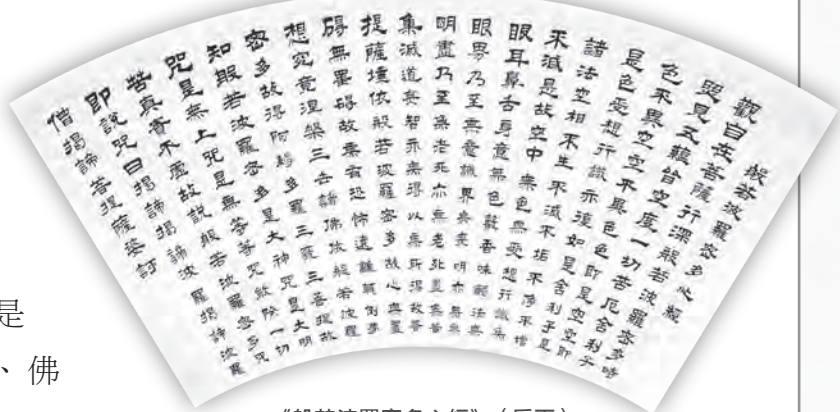 般若波羅密多心經
觀自在菩薩行深般若波羅密多時
照見五蘊皆空度一切苦厄舍利子
色不異空空不異色色即是空空即
是色受想行識亦復如是舍利子是
諸法空相不生不滅不垢不淨不增
不減是故空中無色無受想行識無
眼耳鼻舌身意無色聲香味觸法無
眼界乃至無意識界無無明亦無無
明盡乃至無老死亦無老死盡無苦
集滅道無智亦無得以無所得故菩
提薩埵依般若波羅密多故心無罣
礙無罣礙故無有恐怖遠離顛倒夢
想究竟涅槃三世諸佛依般若波羅
密多故得阿耨多羅三藐三菩提故
知般若波羅密多是大神咒是大明
咒是無上咒是無等等咒能除一切
苦真實不虛故說般若波羅密多咒
即說咒曰揭諦揭諦波羅揭諦波羅
僧揭諦菩提薩婆訶
是
、佛